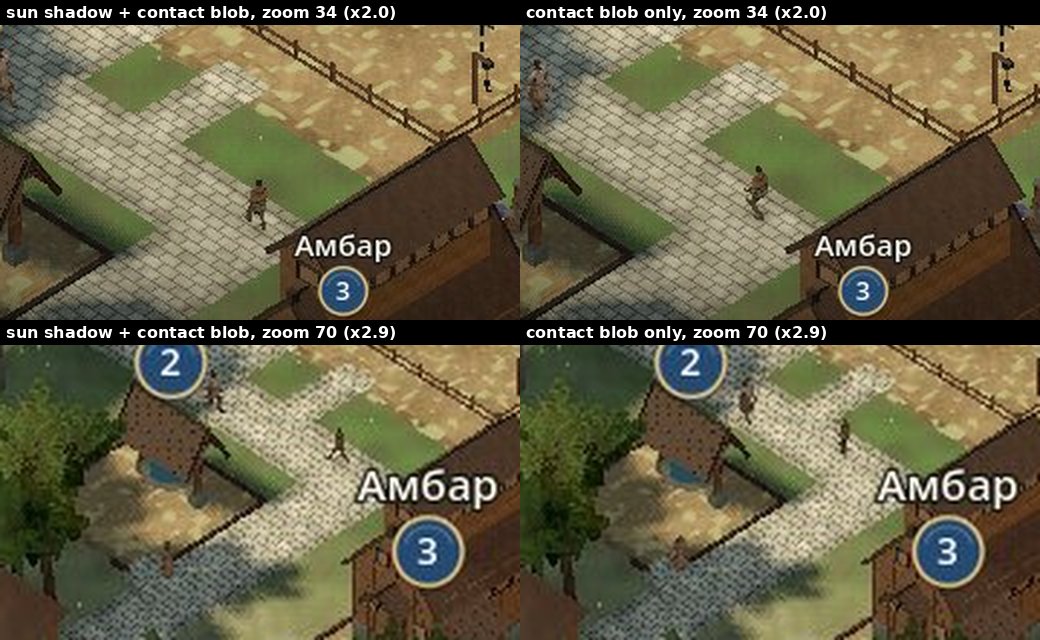 sun shadow + contact blob, zoom 34 (x2.0)
contact blob only, zoom 34 (x2.0)
Амбар
3
Амбар
3
sun shadow + contact blob, zoom 70 (x2.9)
contact blob only, zoom 70 (x2.9)
2
2
Амбар
3
Амбар
3